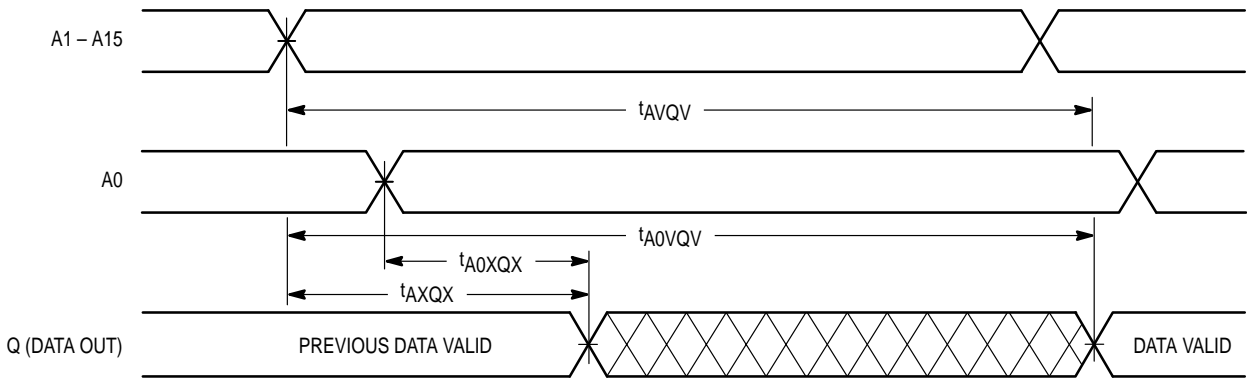 A1 – A15
tAVQV
A0
tA0VQV
tA0XQX
tAXQX
Q (DATA OUT)
PREVIOUS DATA VALID
DATA VALID